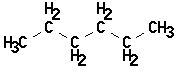 H₂ H₂
C C CH₃
H₃C C C
H₂ H₂